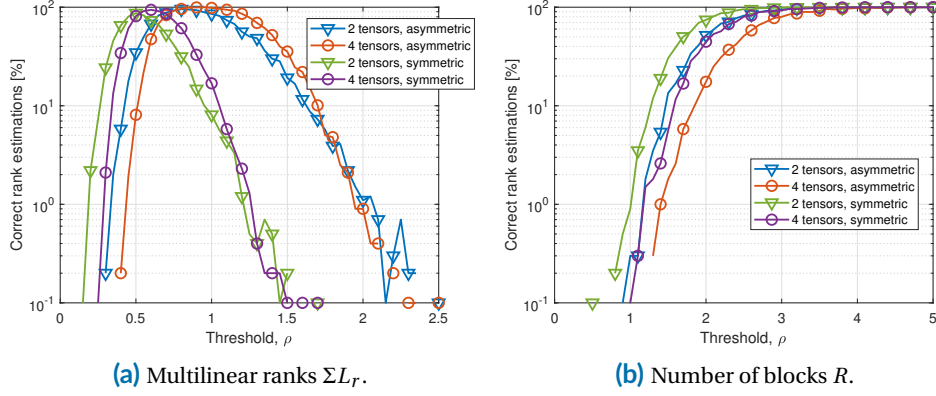 Correct rank estimations [%]
10^2
10^1
10^0
10^-1
0
0.5
1
1.5
2
2.5
Threshold, ρ
2 tensors, asymmetric
4 tensors, asymmetric
2 tensors, symmetric
4 tensors, symmetric
(a) Multilinear ranks ΣL_r.
Correct rank estimations [%]
10^2
10^1
10^0
10^-1
0
1
2
3
4
5
Threshold, ρ
2 tensors, asymmetric
4 tensors, asymmetric
2 tensors, symmetric
4 tensors, symmetric
(b) Number of blocks R.